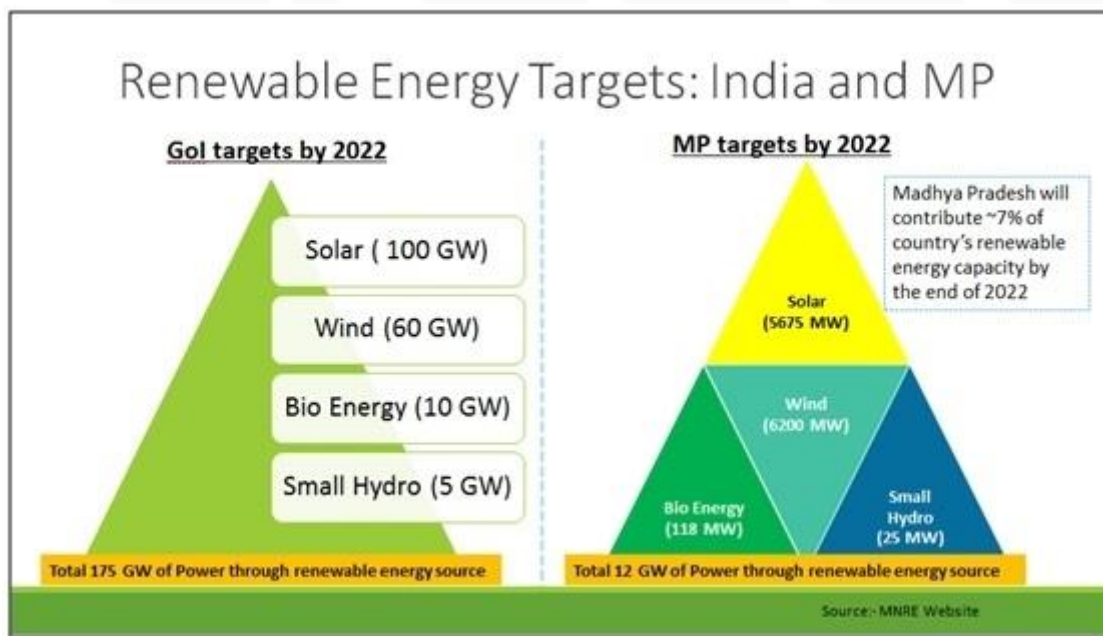 Renewable Energy Targets: India and MP
GoI targets by 2022
Solar ( 100 GW)
Wind (60 GW)
Bio Energy (10 GW)
Small Hydro (5 GW)
Total 175 GW of Power through renewable energy source
MP targets by 2022
Madhya Pradesh will
contribute ~7% of
country's renewable
energy capacity by
the end of 2022
Solar
(5675 MW)
Wind
(6200 MW)
Bio Energy
(118 MW)
Small
Hydro
(25 MW)
Total 12 GW of Power through renewable energy source
Source:- MNRE Website